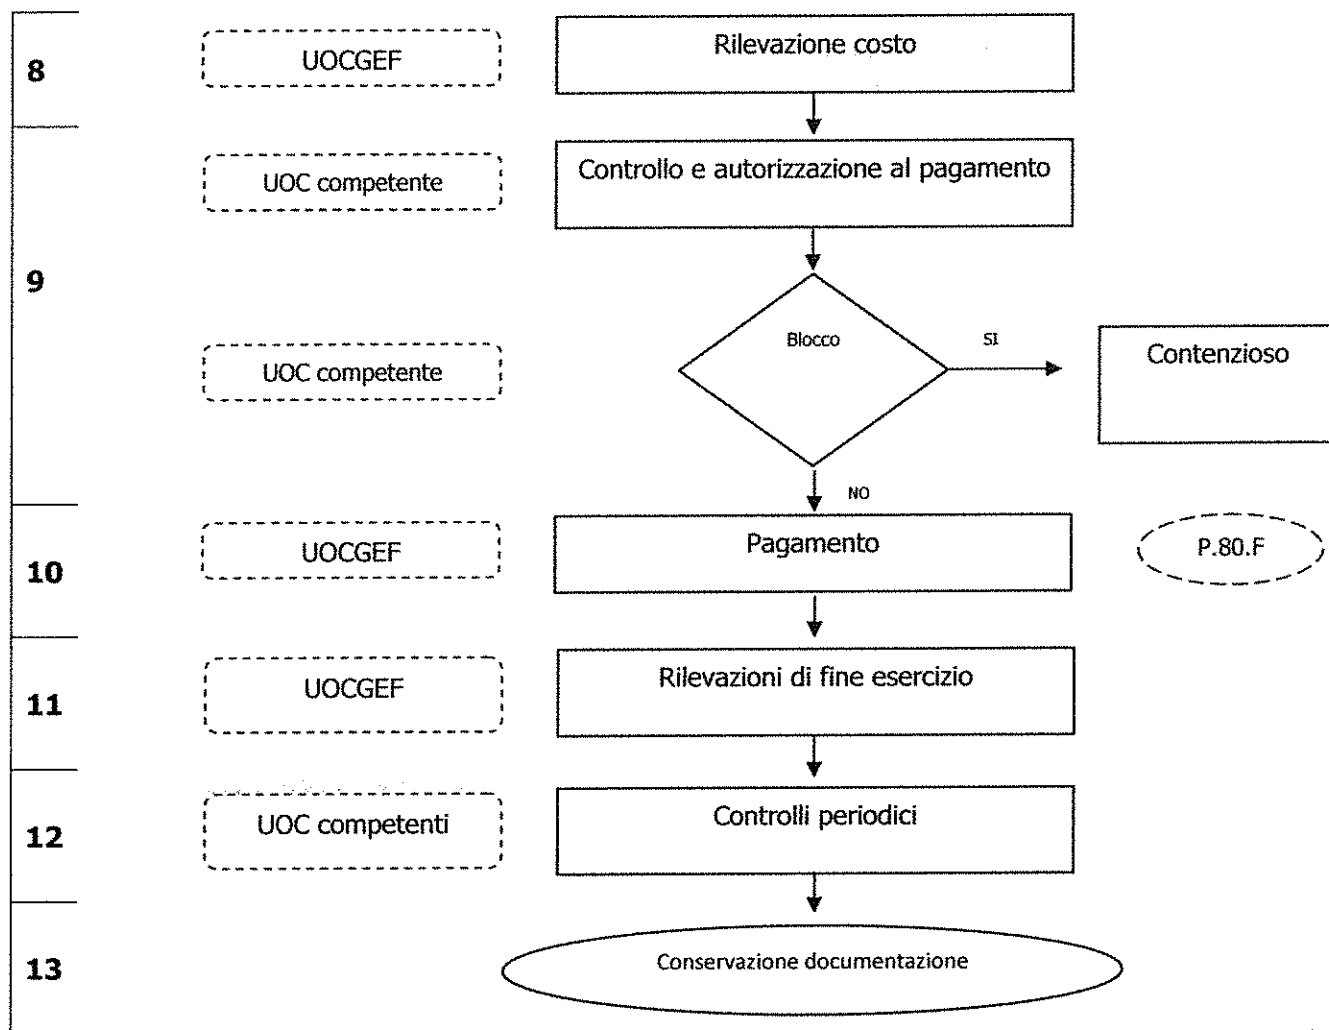 8
UOCGEF
Rilevazione costo
UOC competente
Controllo e autorizzazione al pagamento
9
UOC competente
Blocco
SI
Contenzioso
NO
10
UOCGEF
Pagamento
P.80.F
11
UOCGEF
Rilevazioni di fine esercizio
12
UOC competenti
Controlli periodici
13
Conservazione documentazione